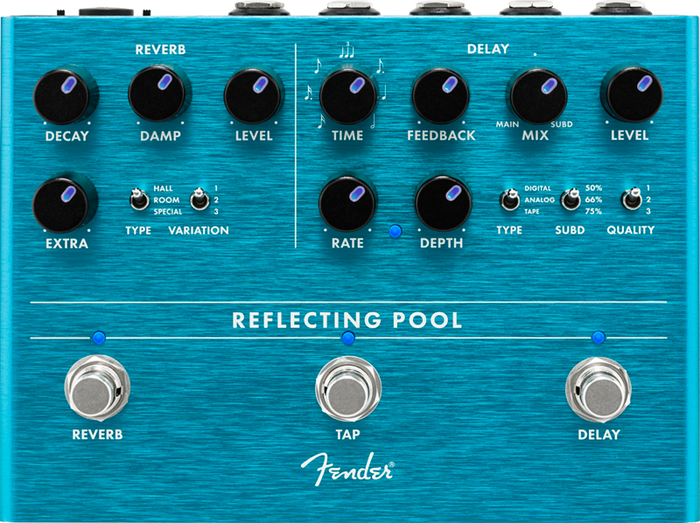 REVERB
DELAY
DECAY
DAMP
LEVEL
TIME
FEEDBACK
MAIN
SUBD
MIX
LEVEL
EXTRA
HALL
ROOM
SPECIAL
TYPE
1
2
3
VARIATION
RATE
DEPTH
DIGITAL
ANALOG
TAPE
TYPE
50%
66%
75%
SUBD
1
2
3
QUALITY
REFLECTING POOL
REVERB
TAP
DELAY
Fender®